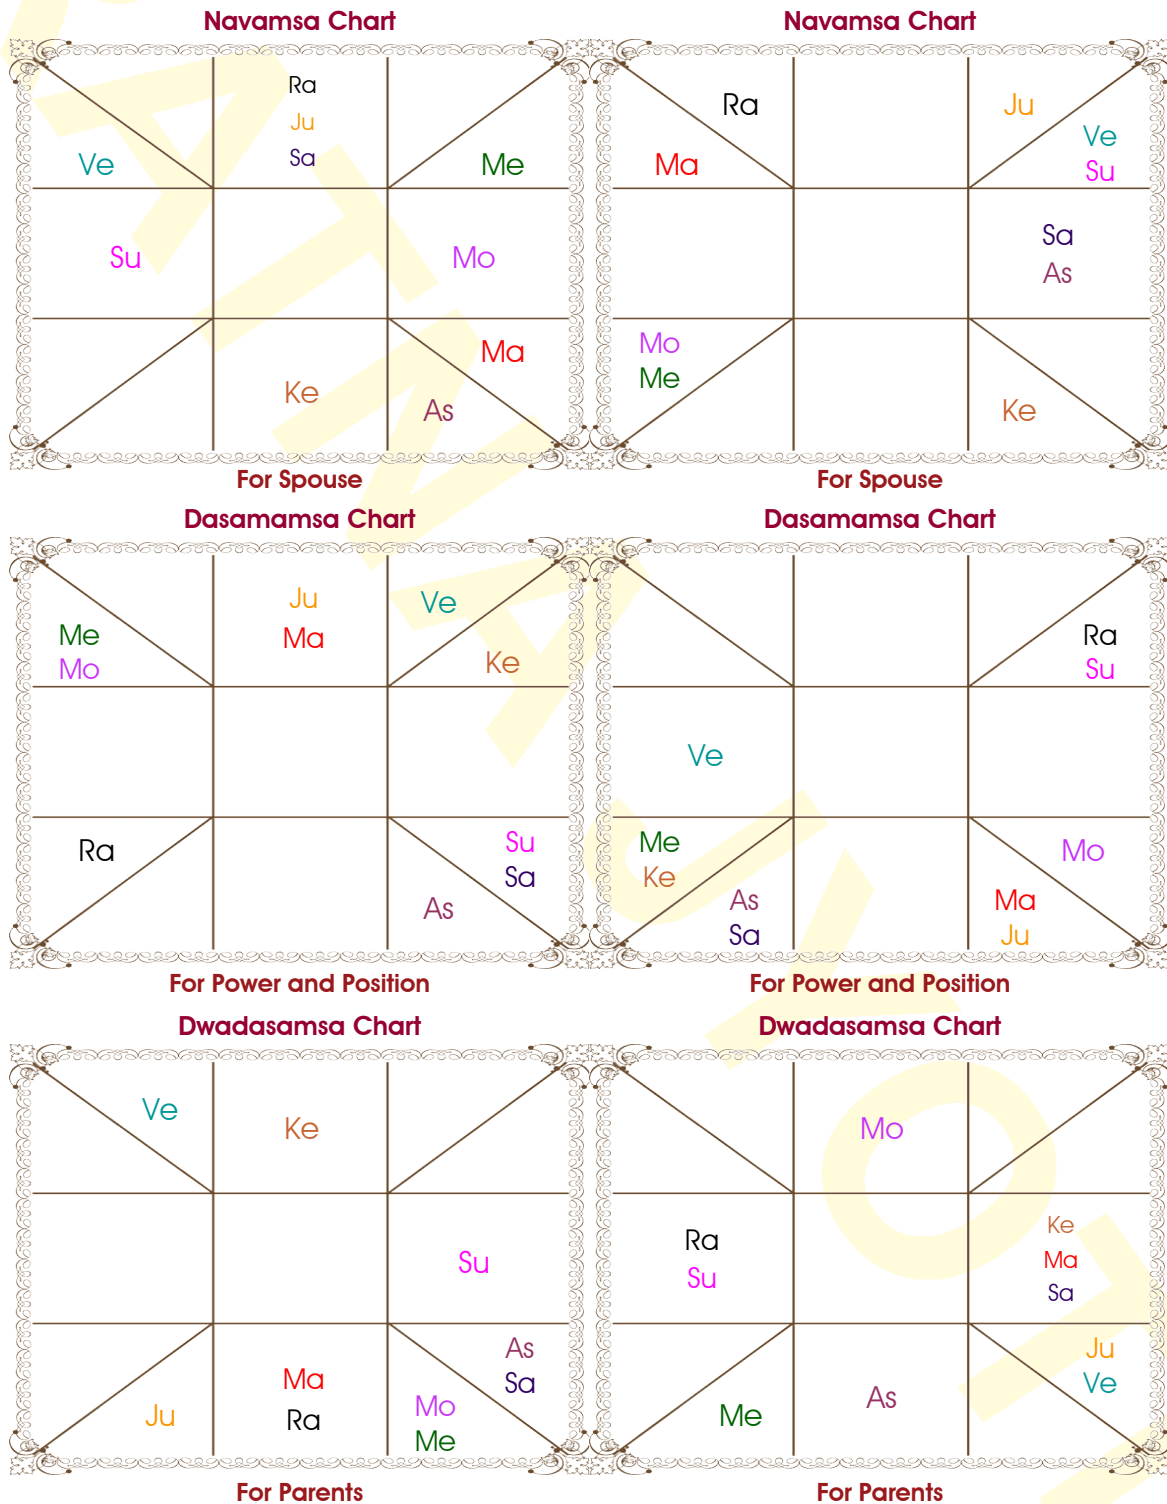 Navamsa Chart
Ra
Ju
Sa
Ve
Me
Su
Mo
Ma
Ke
As
For Spouse
Navamsa Chart
Ra
Ju
Ve
Ma
Su
Sa
As
Mo
Me
Ke
For Spouse
Dasamamsa Chart
Ju
Ve
Me
Ma
Mo
Ke
Ra
Su
Sa
As
For Power and Position
Dasamamsa Chart
Ra
Su
Ve
Me
Mo
Ke
As
Ma
Sa
Ju
For Power and Position
Dwadasamsa Chart
Ve
Ke
Su
As
Ma
Sa
Ju
Ra
Mo
Me
For Parents
Dwadasamsa Chart
Mo
Ra
Ke
Su
Ma
Sa
Ju
Ve
As
Me
For Parents